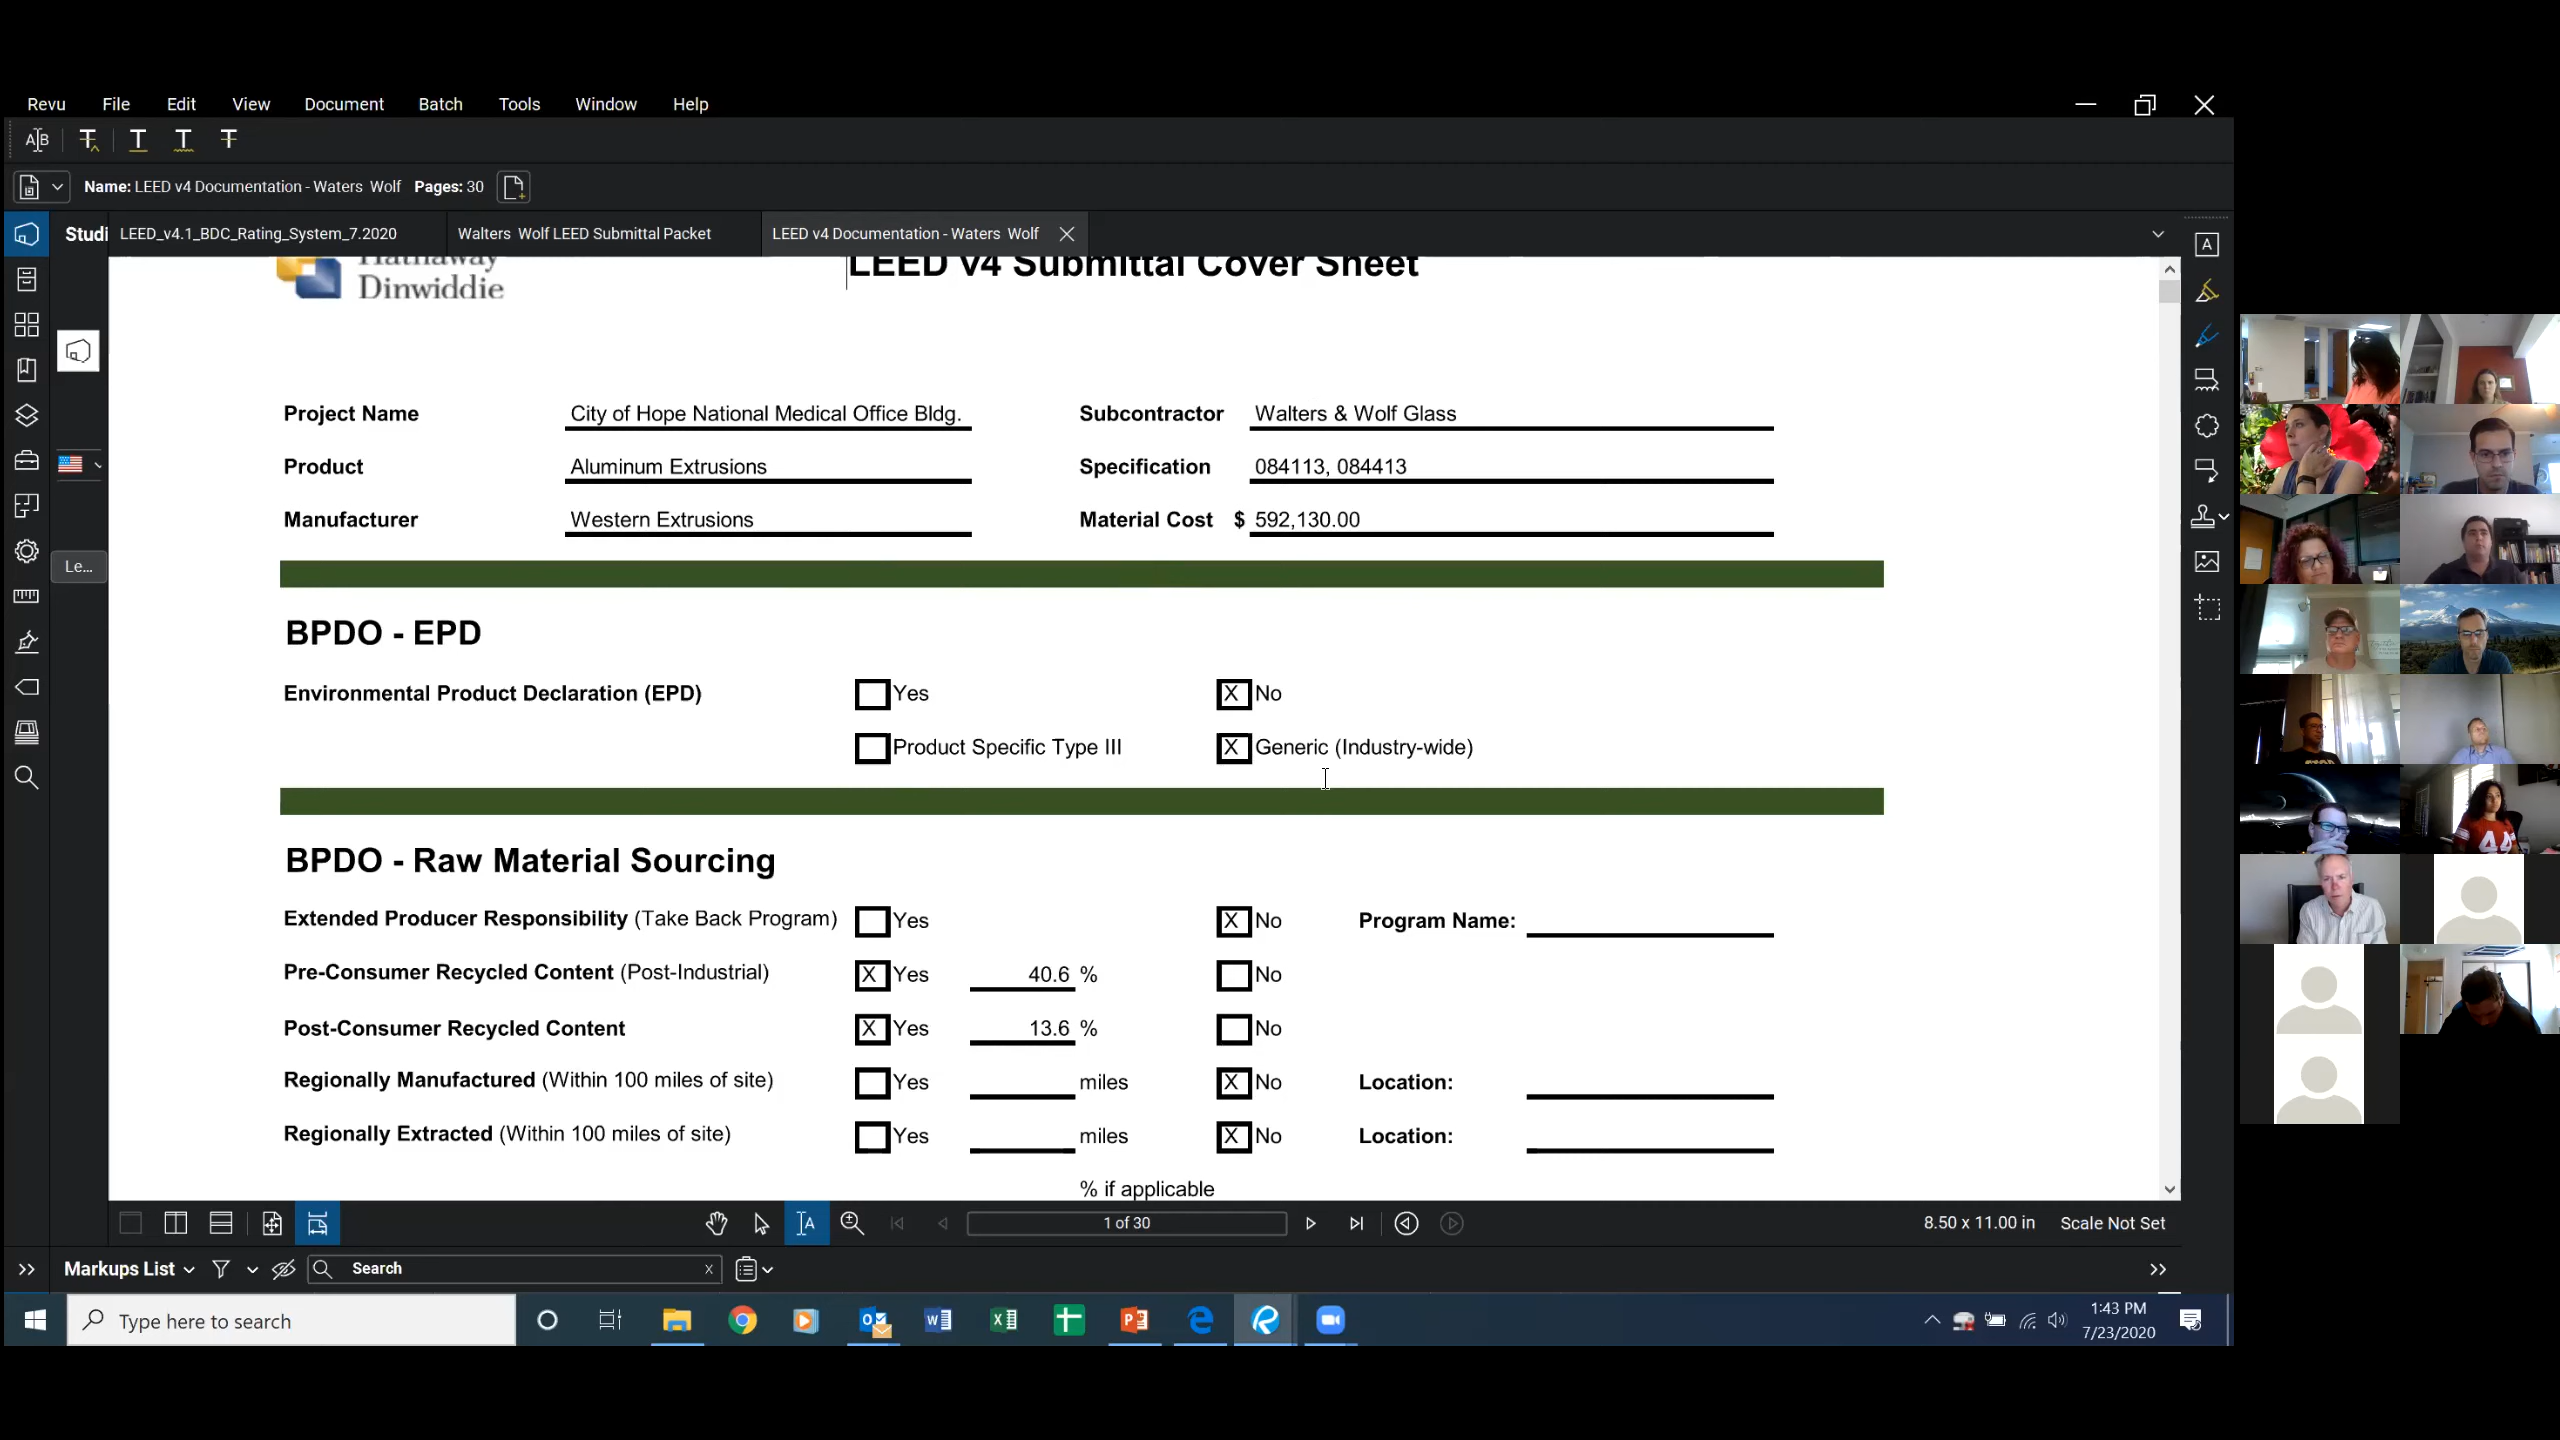 Revu File Edit View Document Batch Tools Window Help
Name: LEED v4 Documentation - Waters Wolf Pages: 30
Studi LEED_v4.1_BDC_Rating_System_7.2020 Walters Wolf LEED Submittal Packet LEED v4 Documentation - Waters Wolf
Hathaway
Dinwiddie
LEED v4 Submittal Cover Sheet
Project Name City of Hope National Medical Office Bldg. Subcontractor Walters & Wolf Glass
Product Aluminum Extrusions Specification 084113, 084413
Manufacturer Western Extrusions Material Cost $ 592,130.00
Le...
BPDO - EPD
Environmental Product Declaration (EPD) Yes X No
Product Specific Type III X Generic (Industry-wide)
BPDO - Raw Material Sourcing
Extended Producer Responsibility (Take Back Program) Yes X No Program Name:
Pre-Consumer Recycled Content (Post-Industrial) X Yes 40.6 % No
Post-Consumer Recycled Content X Yes 13.6 % No
Regionally Manufactured (Within 100 miles of site) Yes miles X No Location:
Regionally Extracted (Within 100 miles of site) Yes miles X No Location:
% if applicable
1 of 30 8.50 x 11.00 in Scale Not Set
Markups List Search
Type here to search
1:43 PM
7/23/2020